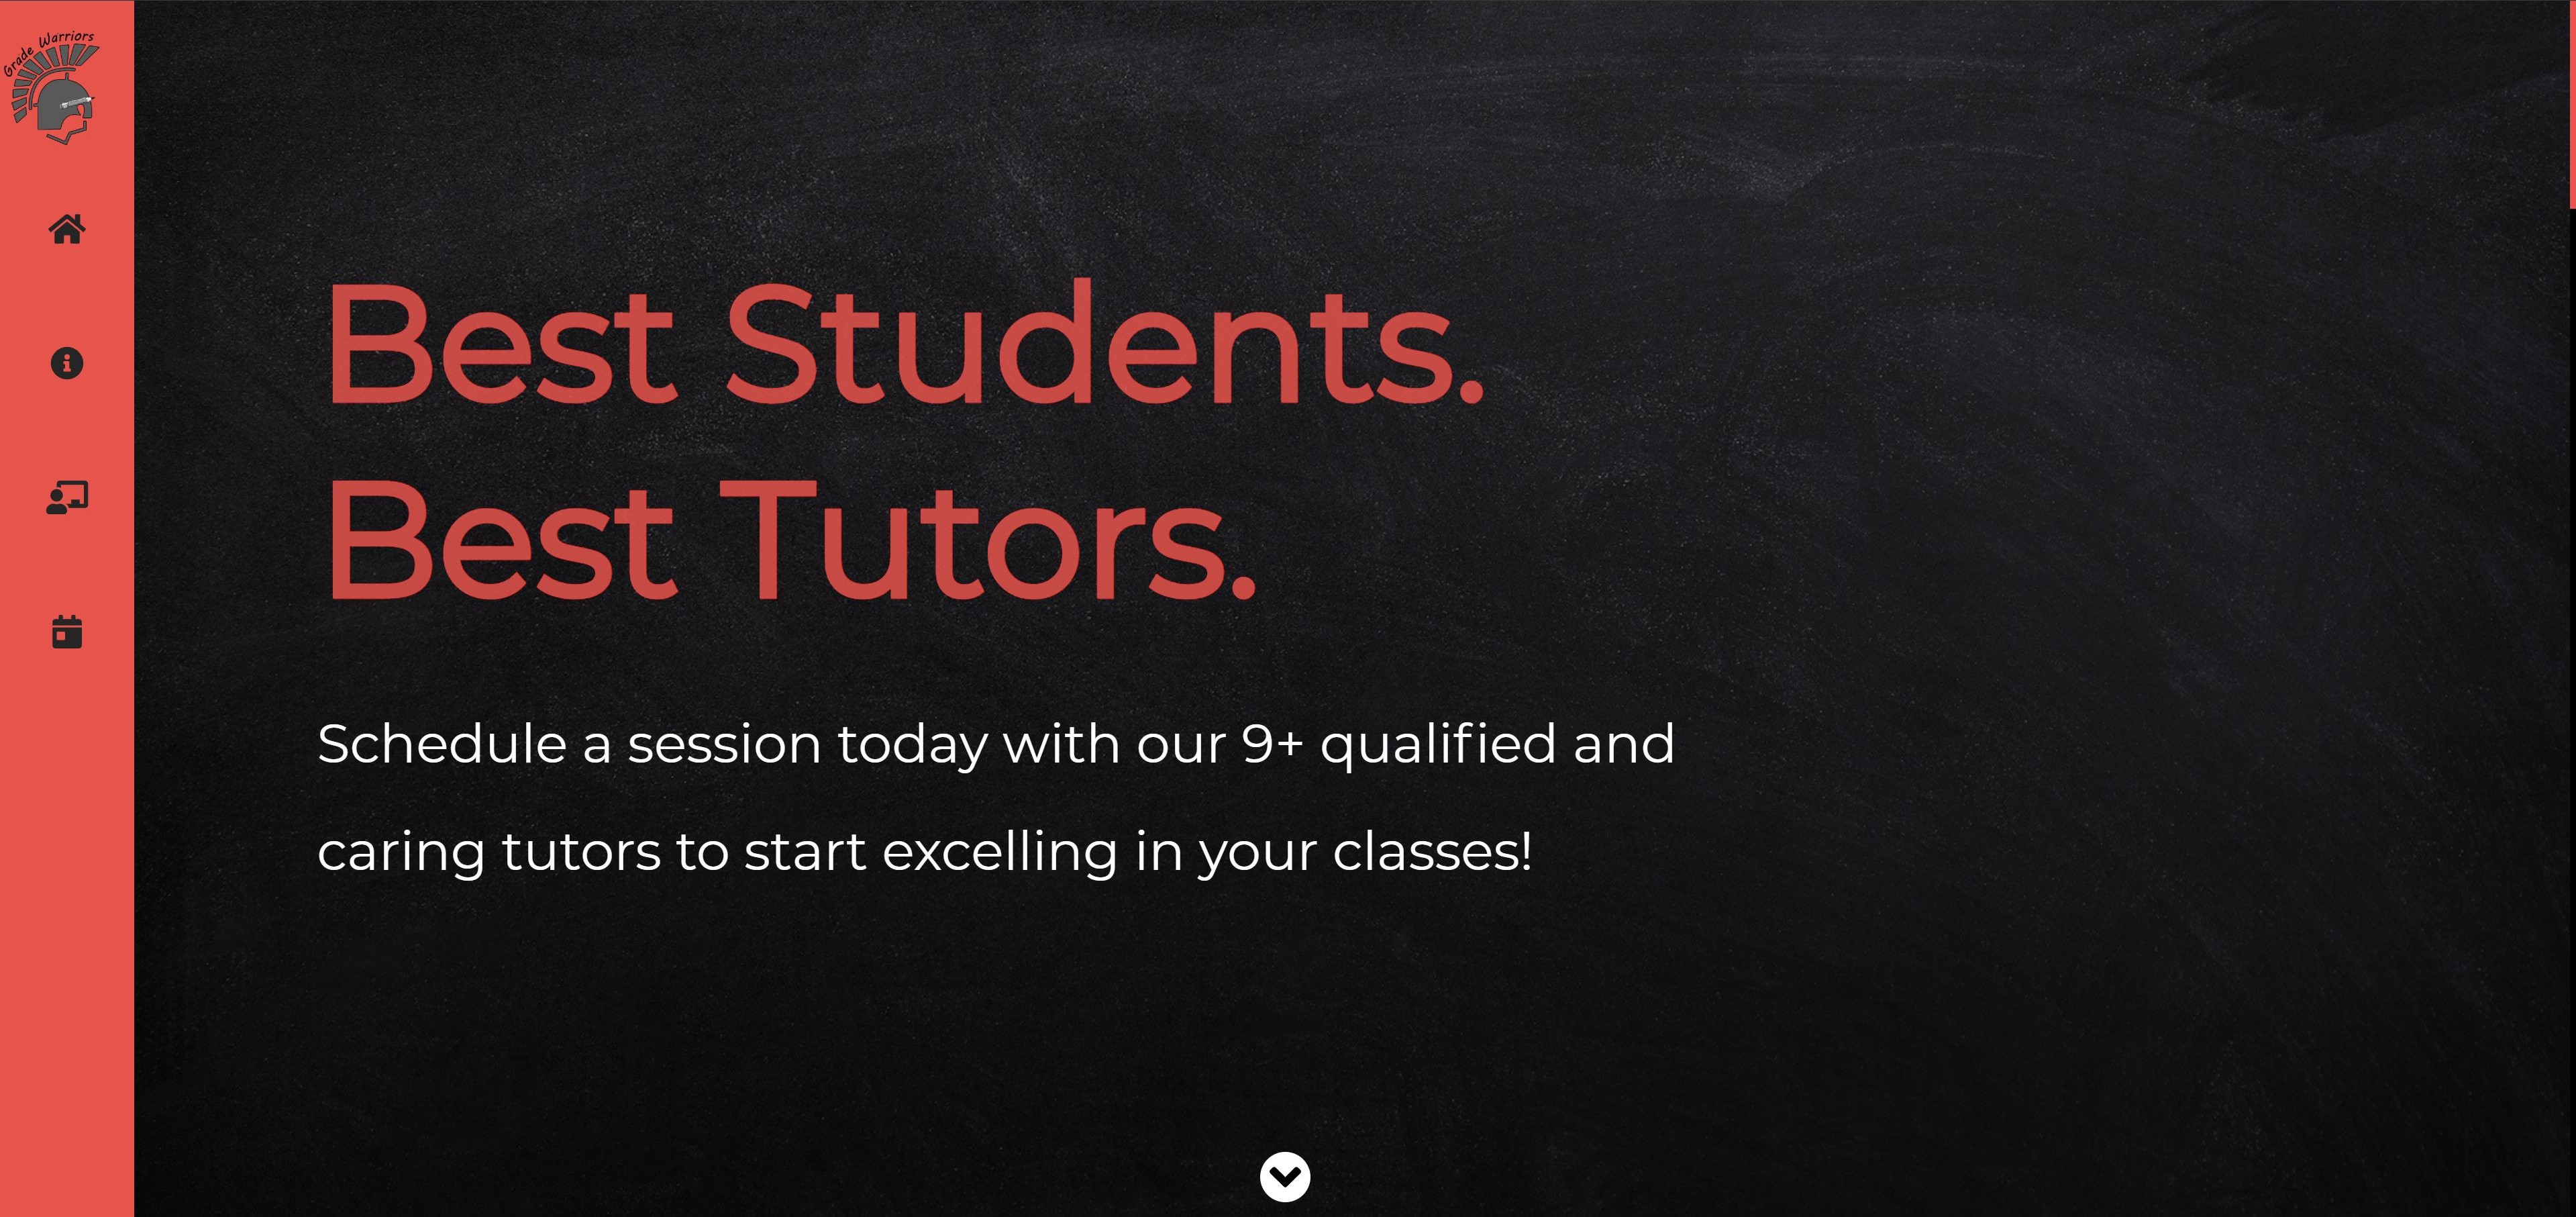 Grade Warriors
Best Students.
Best Tutors.
Schedule a session today with our 9+ qualified and
caring tutors to start excelling in your classes!